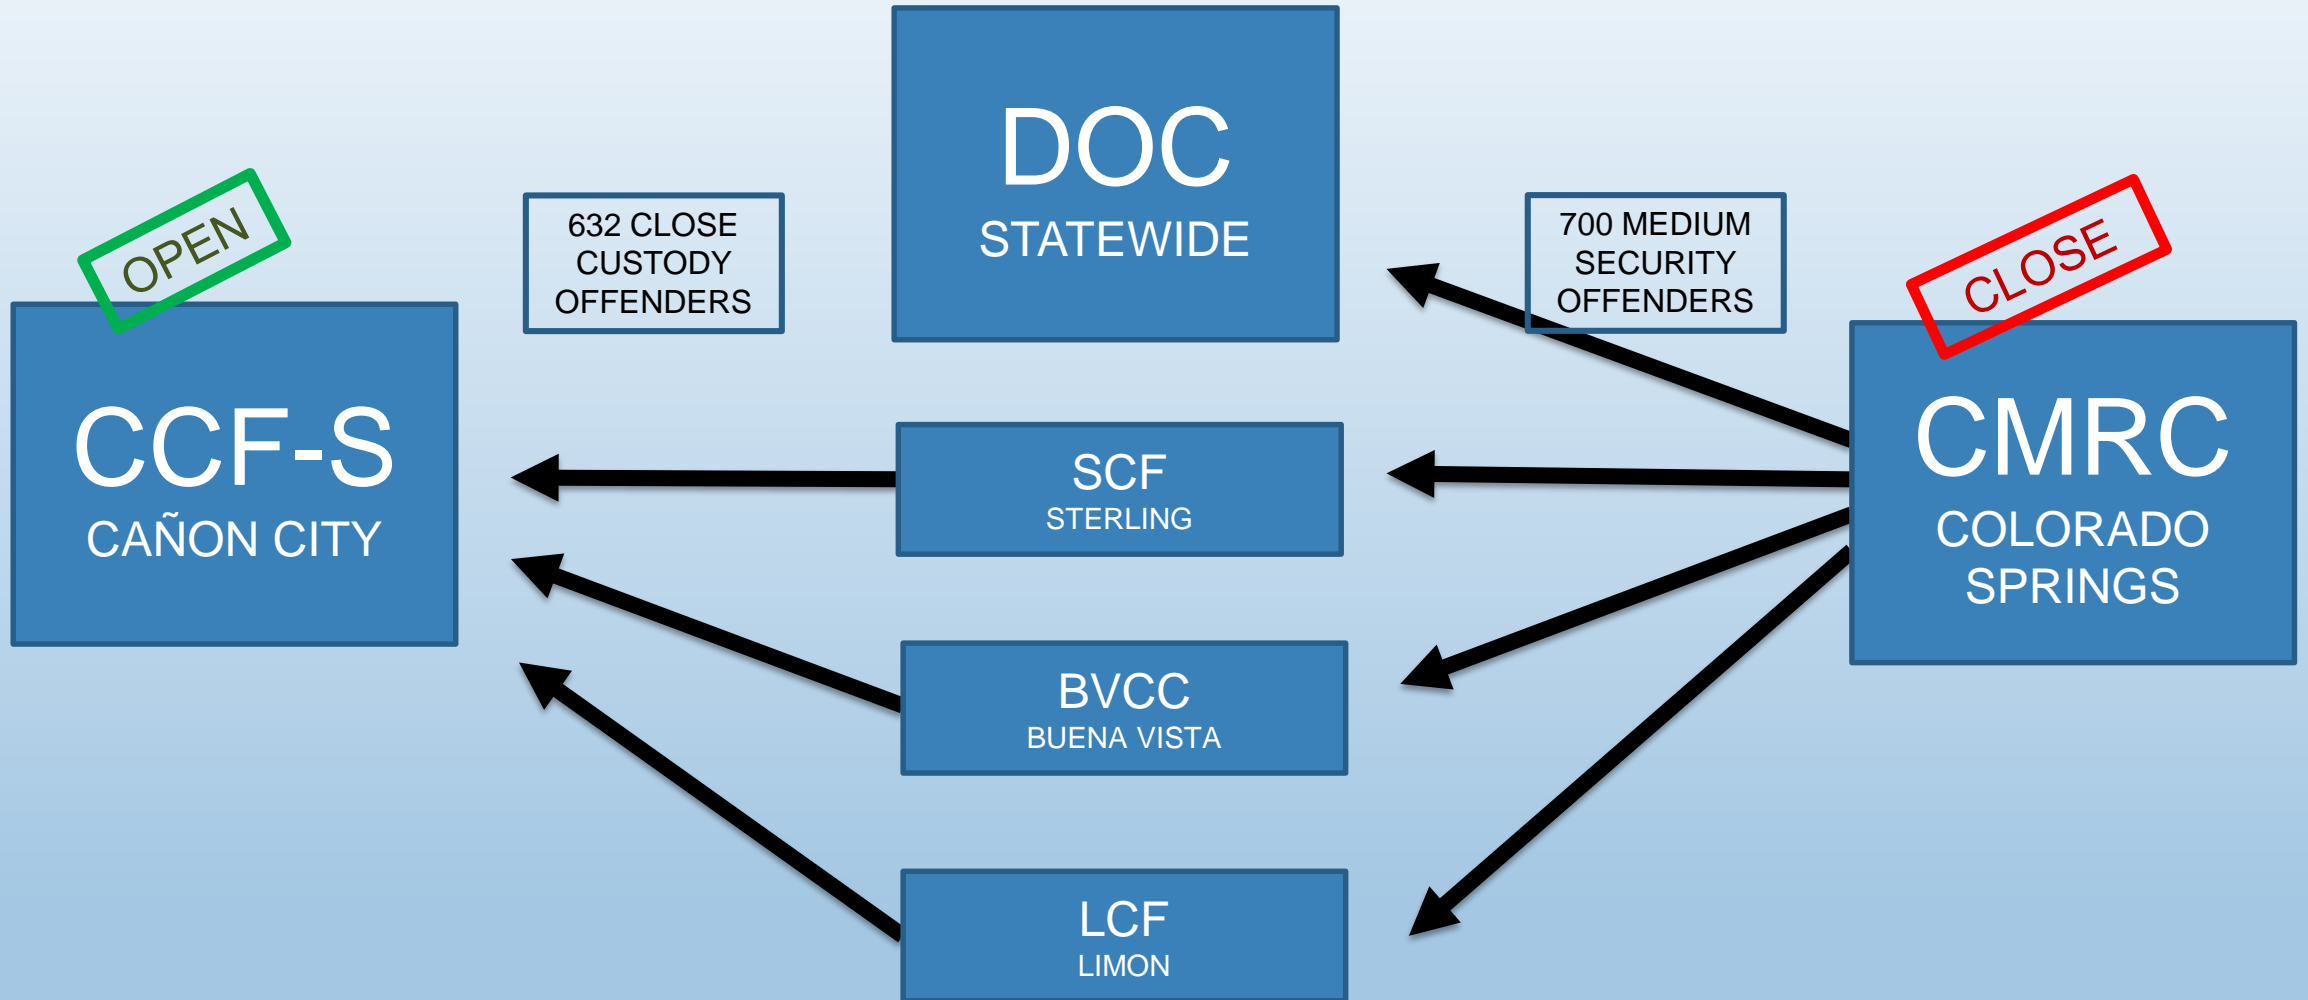 OPEN
CCF-S
CAÑON CITY
632 CLOSE
CUSTODY
OFFENDERS
DOC
STATEWIDE
SCF
STERLING
BVCC
BUENA VISTA
LCF
LIMON
700 MEDIUM
SECURITY
OFFENDERS
CLOSE
CMRC
COLORADO
SPRINGS